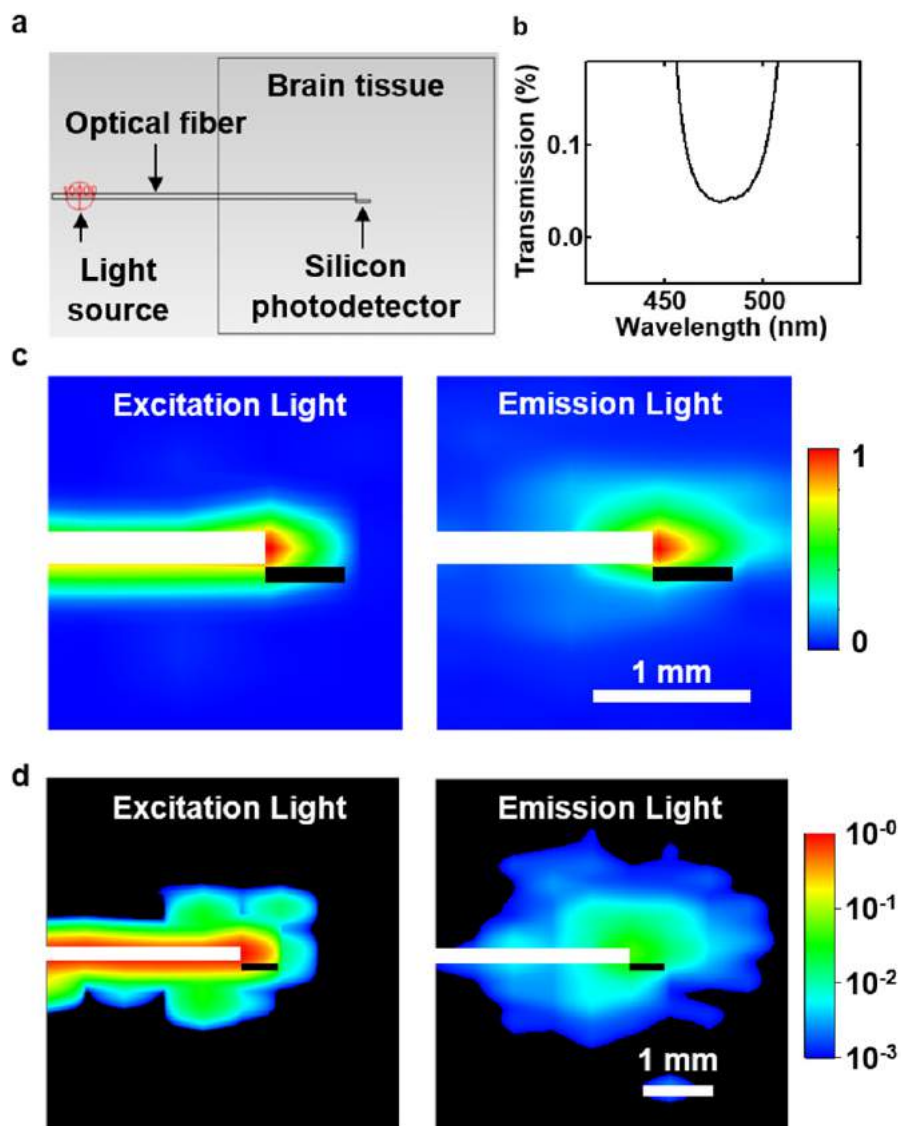 a
Brain tissue
Optical fiber
Light
source
Silicon
photodetector
b
Transmission (%)
0.1
0.0
450
500
Wavelength (nm)
c
Excitation Light
Emission Light
1
0
1 mm
d
Excitation Light
Emission Light
10⁻⁰
10⁻¹
10⁻²
10⁻³
1 mm